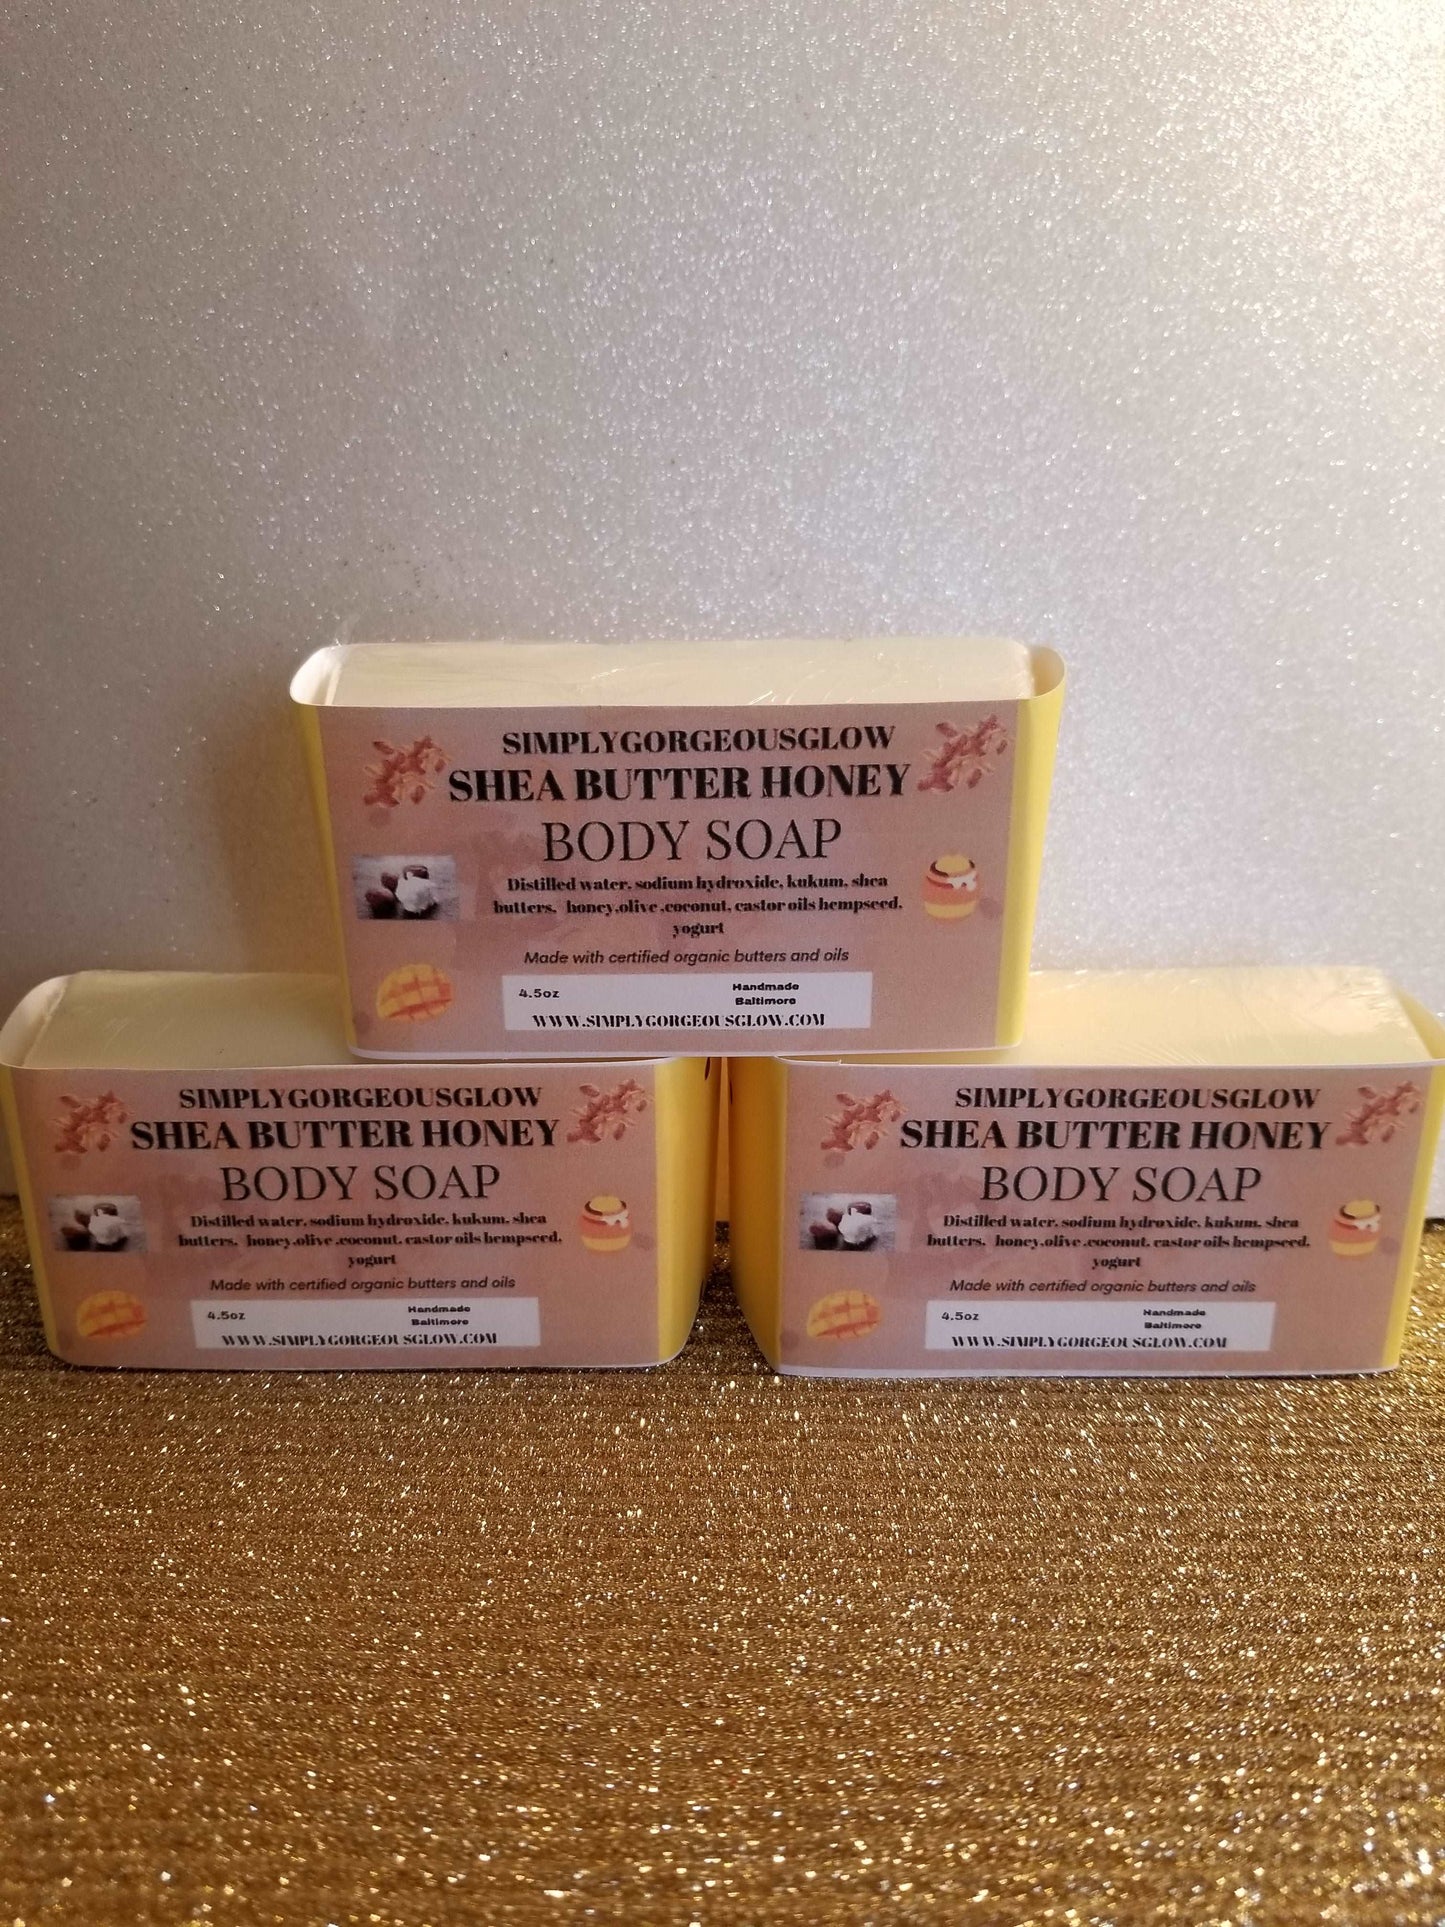 SIMPLYGORGEOUSGLOW
SHEA BUTTER HONEY
BODY SOAP
Distilled water, sodium hydroxide, kukum, shea
butters, honey,olive ,coconut, castor oils hempseed,
yogurt
Made with certified organic butters and oils
4.5oz
Handmade
Baltimore
WWW.SIMPLYGORGEOUSGLOW.COM
SIMPLYGORGEOUSGLOW
SHEA BUTTER HONEY
BODY SOAP
Distilled water, sodium hydroxide, kukum, shea
butters, honey,olive ,coconut, castor oils hempseed,
yogurt
Made with certified organic butters and oils
4.5oz
Handmade
Baltimore
WWW.SIMPLYGORGEOUSGLOW.COM
SIMPLYGORGEOUSGLOW
SHEA BUTTER HONEY
BODY SOAP
Distilled water, sodium hydroxide, kukum, shea
butters, honey,olive ,coconut, castor oils hempseed,
yogurt
Made with certified organic butters and oils
4.5oz
Handmade
Baltimore
WWW.SIMPLYGORGEOUSGLOW.COM